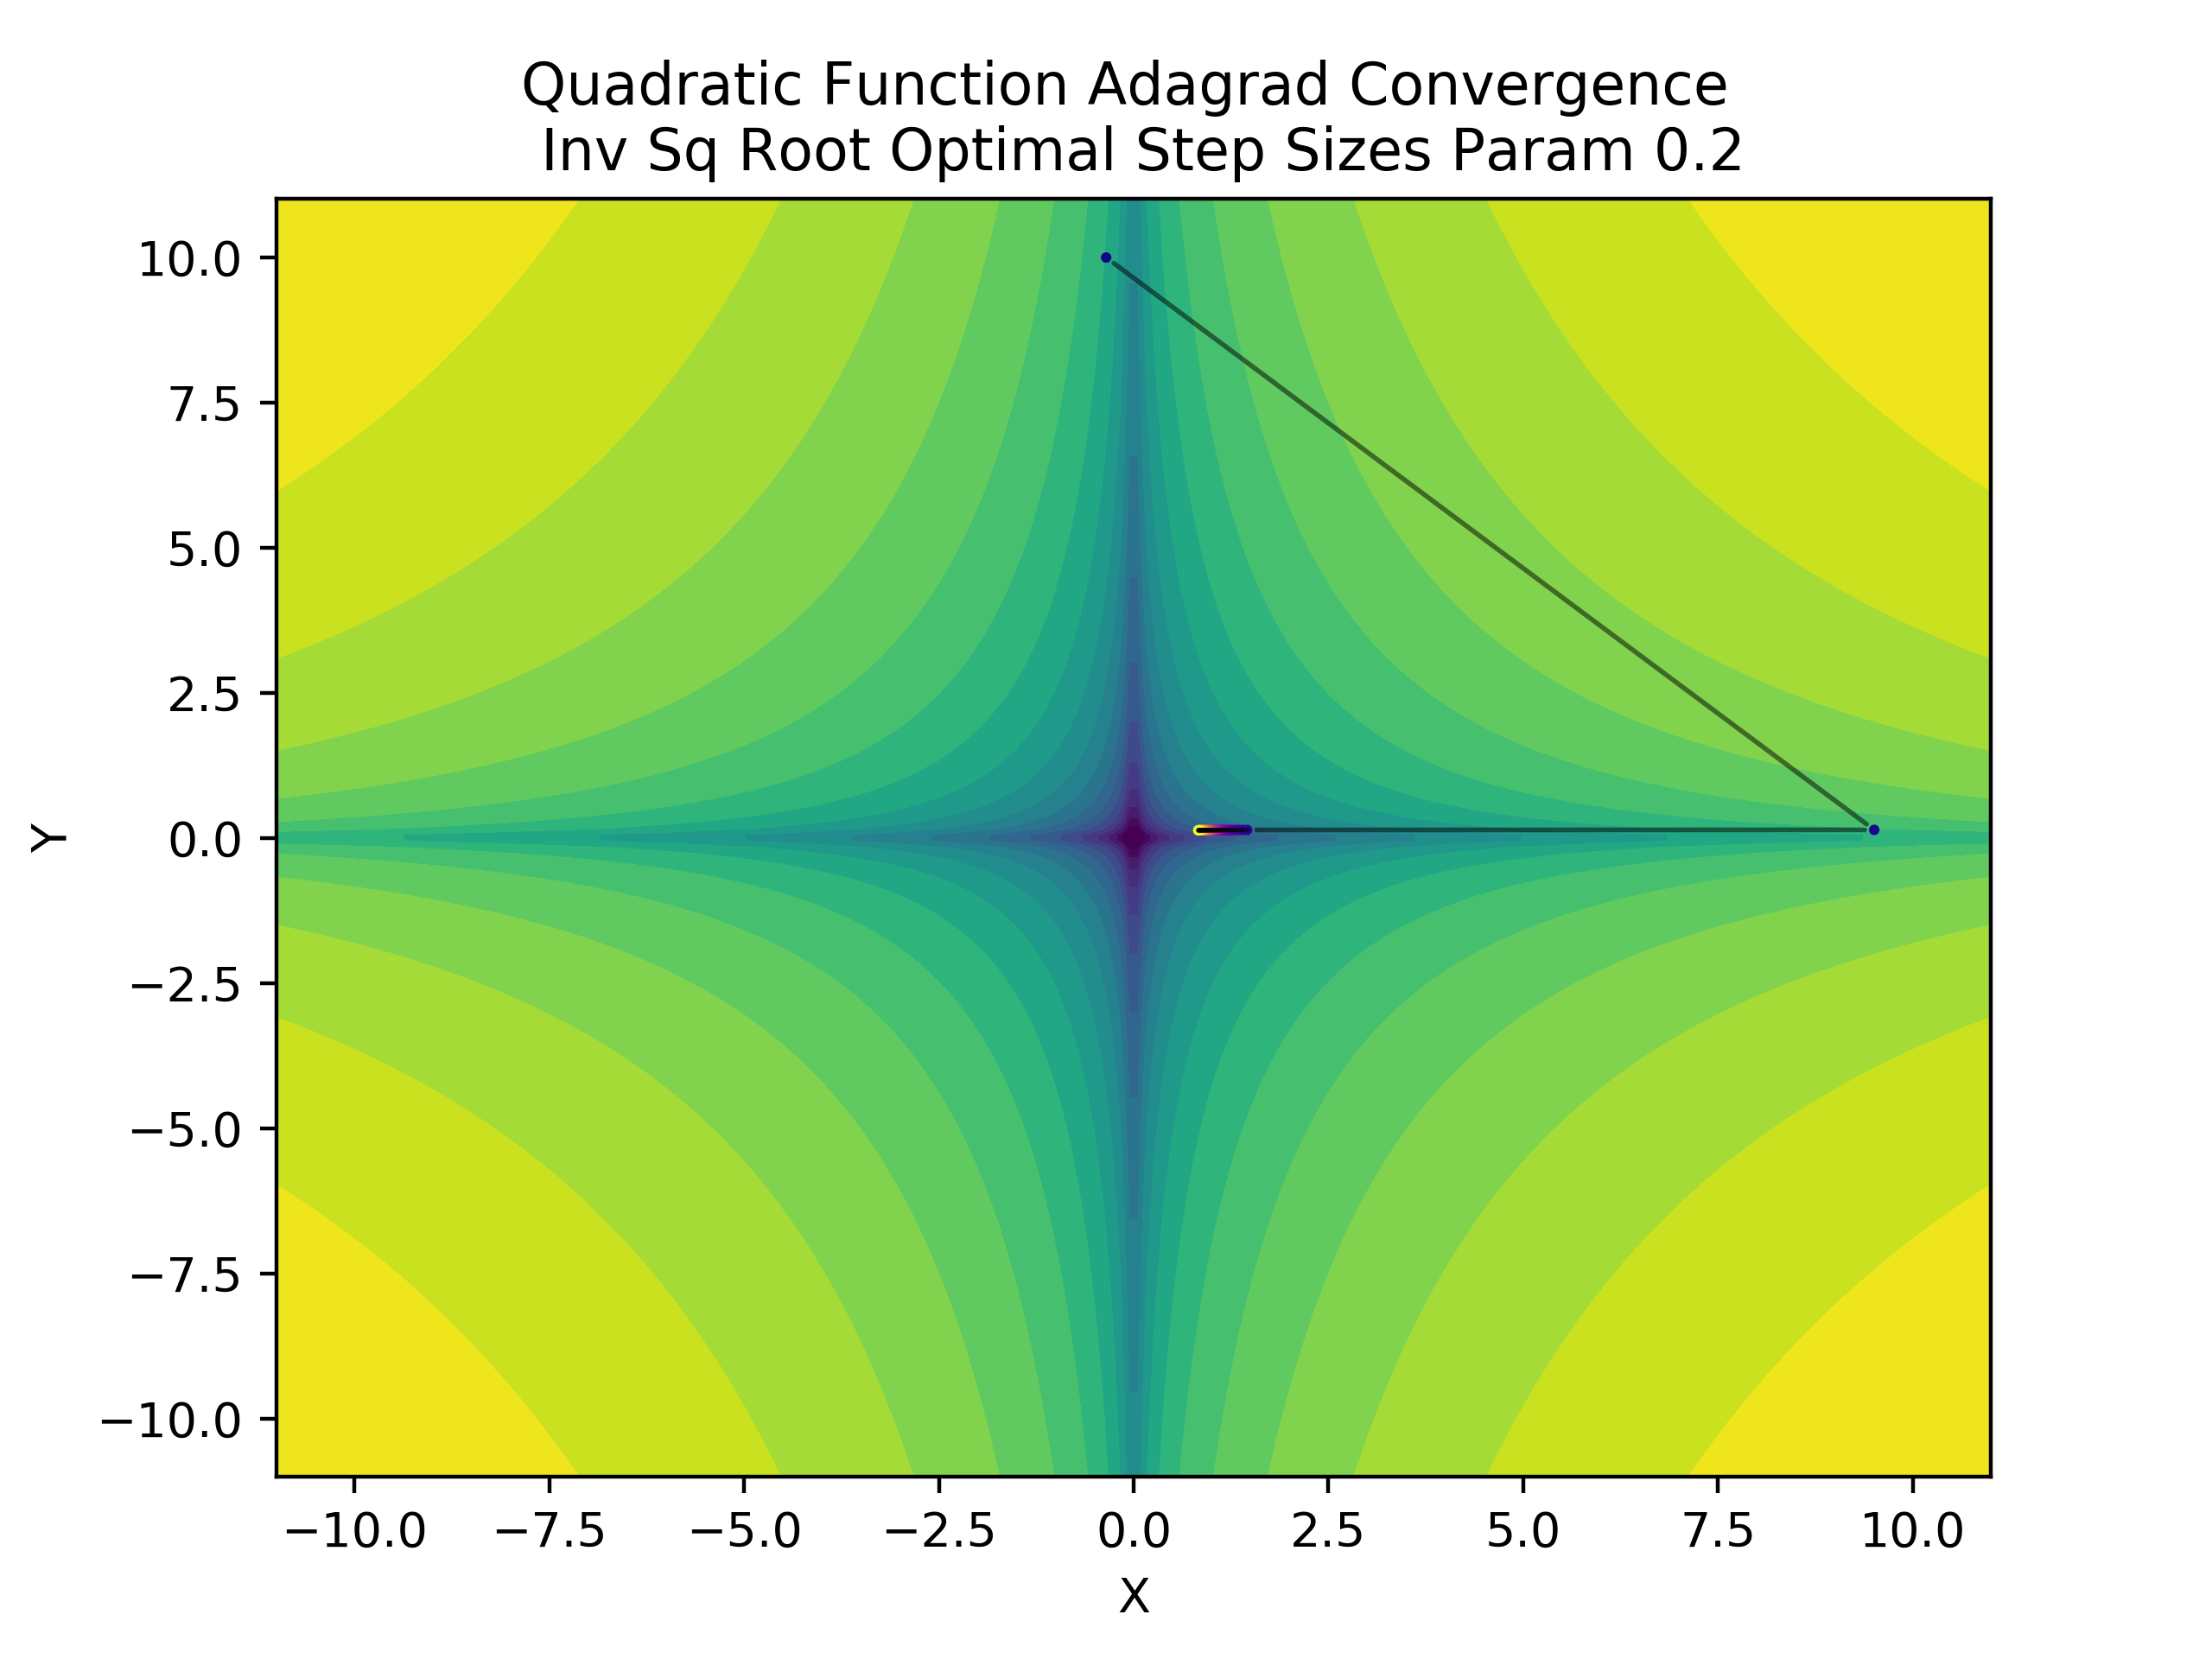 Quadratic Function Adagrad Convergence
Inv Sq Root Optimal Step Sizes Param 0.2
10.0
7.5
5.0
2.5
0.0
−2.5
−5.0
−7.5
−10.0
Y
−10.0 −7.5 −5.0 −2.5 0.0 2.5 5.0 7.5 10.0
X